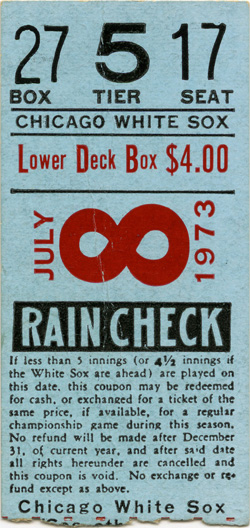 27 5 17
BOX TIER SEAT
CHICAGO WHITE SOX
Lower Deck Box $4.00
JULY 8 1973
RAIN CHECK
If less than 5 innings (or 4½ innings if
the White Sox are ahead) are played on
this date, this coupon may be redeemed
for cash, or exchanged for a ticket of the
same price, if available, for a regular
championship game during this season.
No refund will be made after December
31, of current year, and after said date
all rights hereunder are cancelled and
this coupon is void. No exchange or re-
fund except as above.
Chicago White Sox